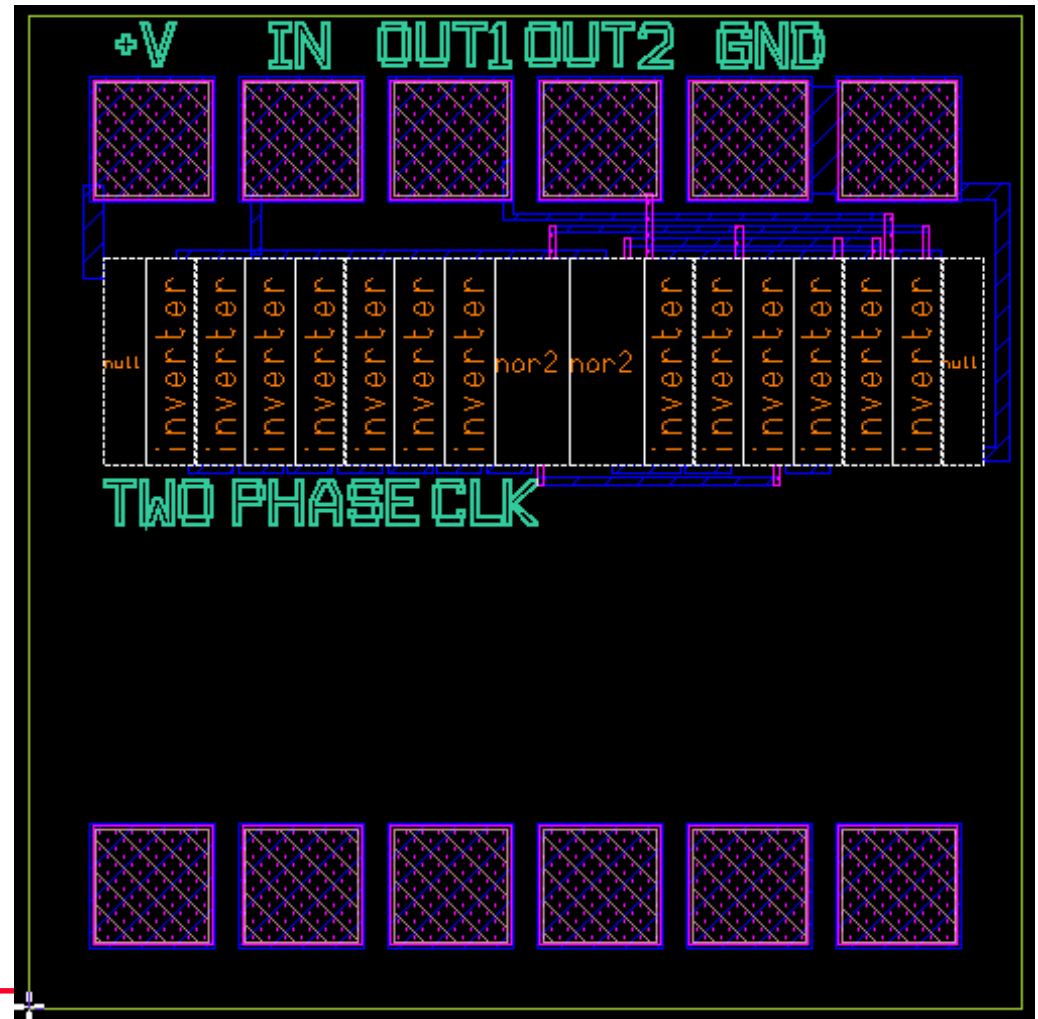 +V IN OUT1 OUT2 GND
null inverter inverter inverter inverter inverter inverter inverter nor2 nor2 inverter inverter inverter inverter inverter inverter null
TWO PHASE CLK